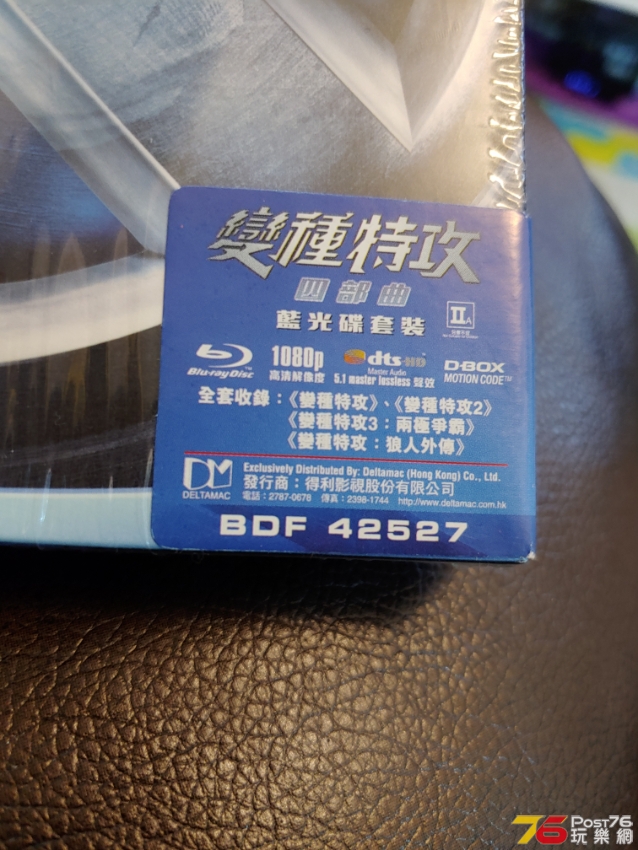 變種特攻
四部曲
藍光碟套裝
II A
Blu-ray Disc™
1080p
高清解像度
dts-HD
Master Audio
5.1 master lossless 聲效
D-BOX
MOTION CODE™
全套收錄：《變種特攻》、《變種特攻2》
《變種特攻3：兩極爭霸》
《變種特攻：狼人外傳》
DM
DELTAMAC
Exclusively Distributed By: Deltamac (Hong Kong) Co., Ltd.
發行商：得利影視股份有限公司
電話：2787-0678 傳真：2398-1744 http://www.deltamac.com.hk
BDF 42527
76 Post76
玩樂網